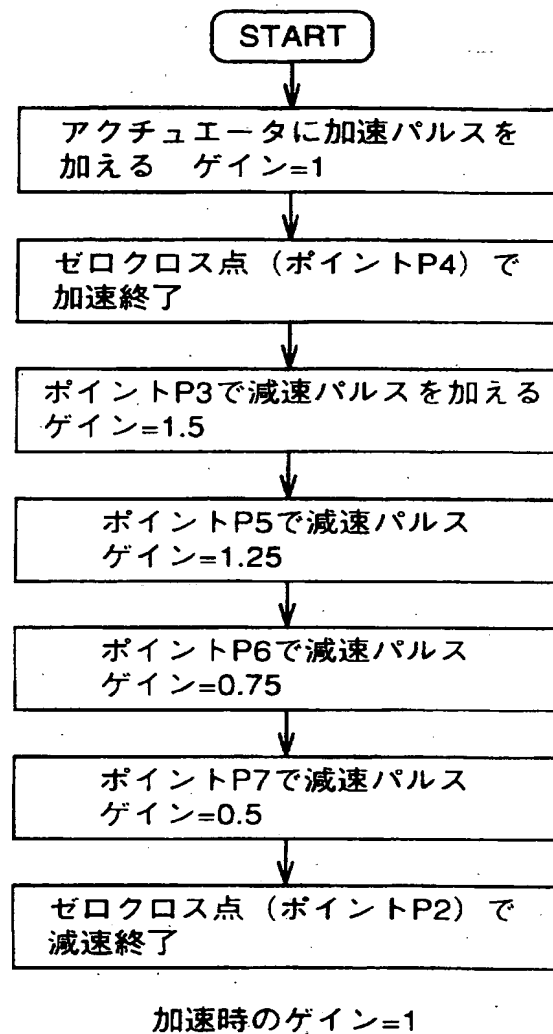 START
アクチュエータに加速パルスを
加える　ゲイン=1
ゼロクロス点（ポイントP4）で
加速終了
ポイントP3で減速パルスを加える
ゲイン=1.5
ポイントP5で減速パルス
ゲイン=1.25
ポイントP6で減速パルス
ゲイン=0.75
ポイントP7で減速パルス
ゲイン=0.5
ゼロクロス点（ポイントP2）で
減速終了
加速時のゲイン=1